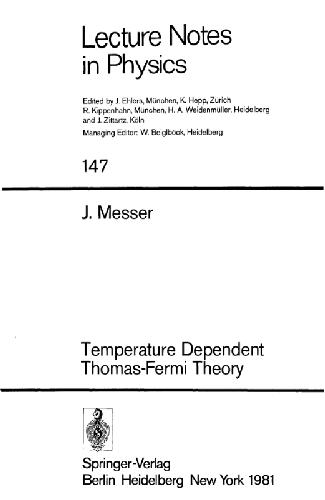 Lecture Notes
in Physics
Edited by J. Ehlers, München, K. Hepp, Zürich
R. Kippenhahn, München, H. A. Weidenmüller, Heidelberg
and J. Zittartz, Köln
Managing Editor: W. Beiglböck, Heidelberg
147
J. Messer
Temperature Dependent
Thomas-Fermi Theory
Springer-Verlag
Berlin Heidelberg New York 1981